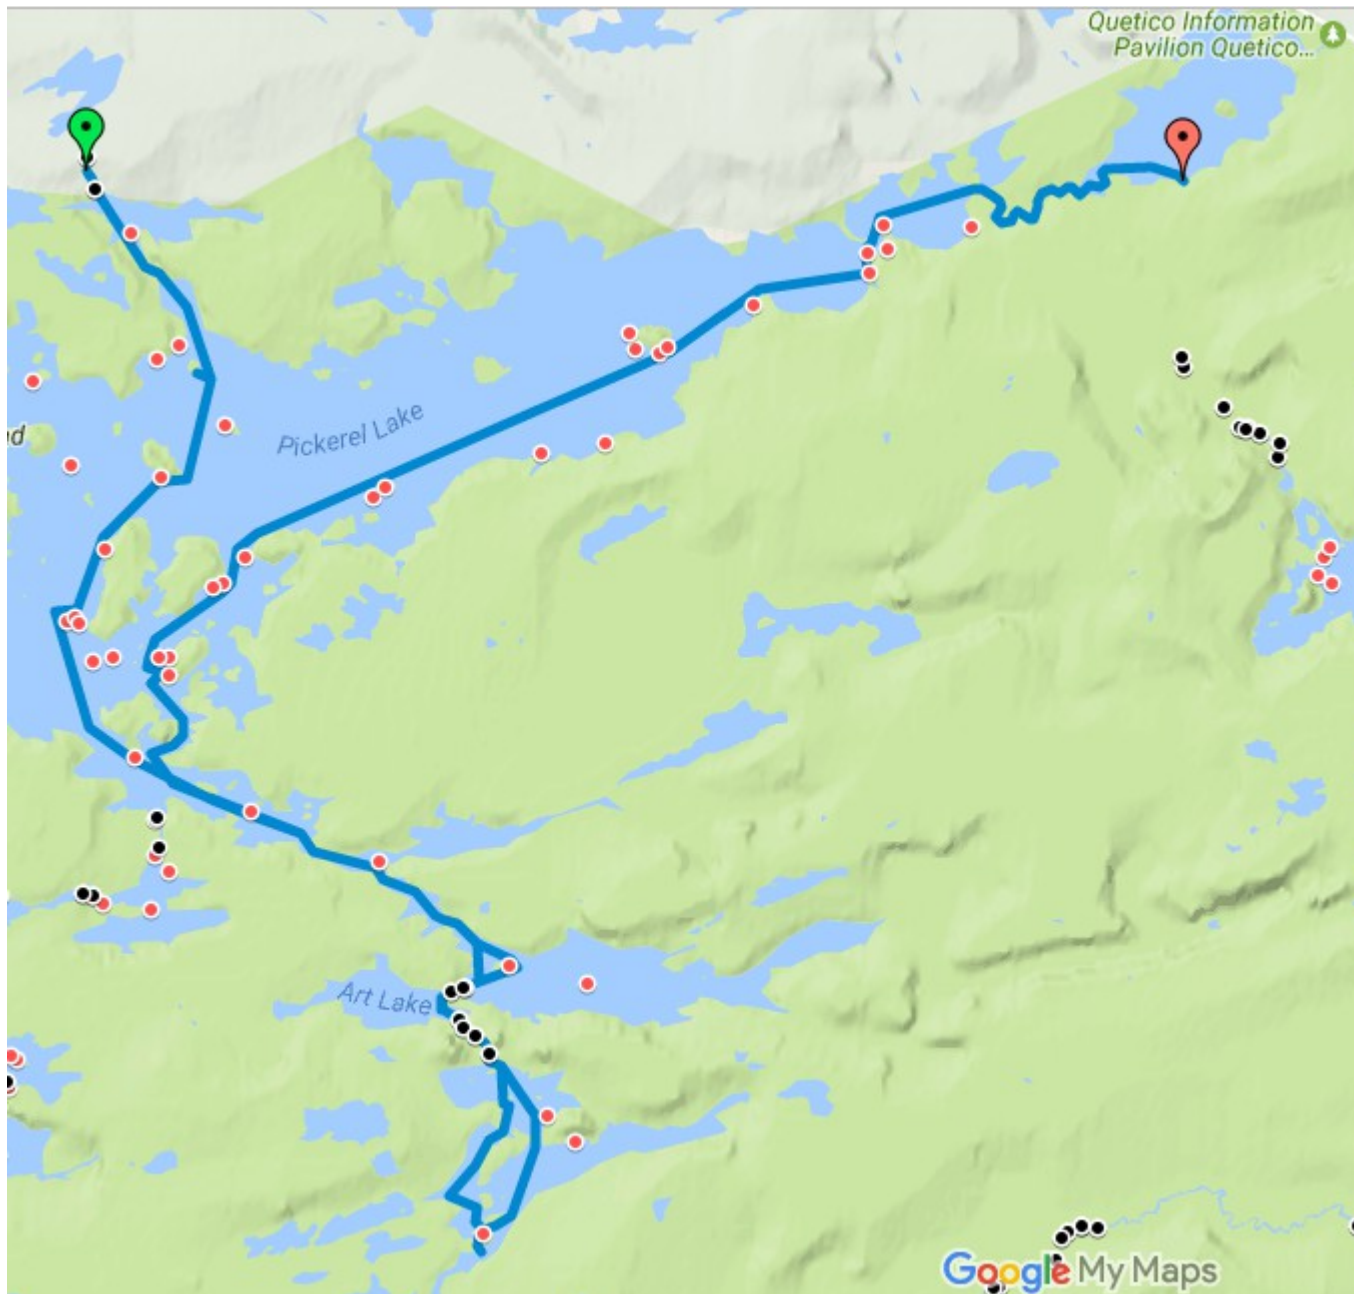 Quetico Information
Pavilion Quetico...
Pickerel Lake
Art Lake
Google My Maps